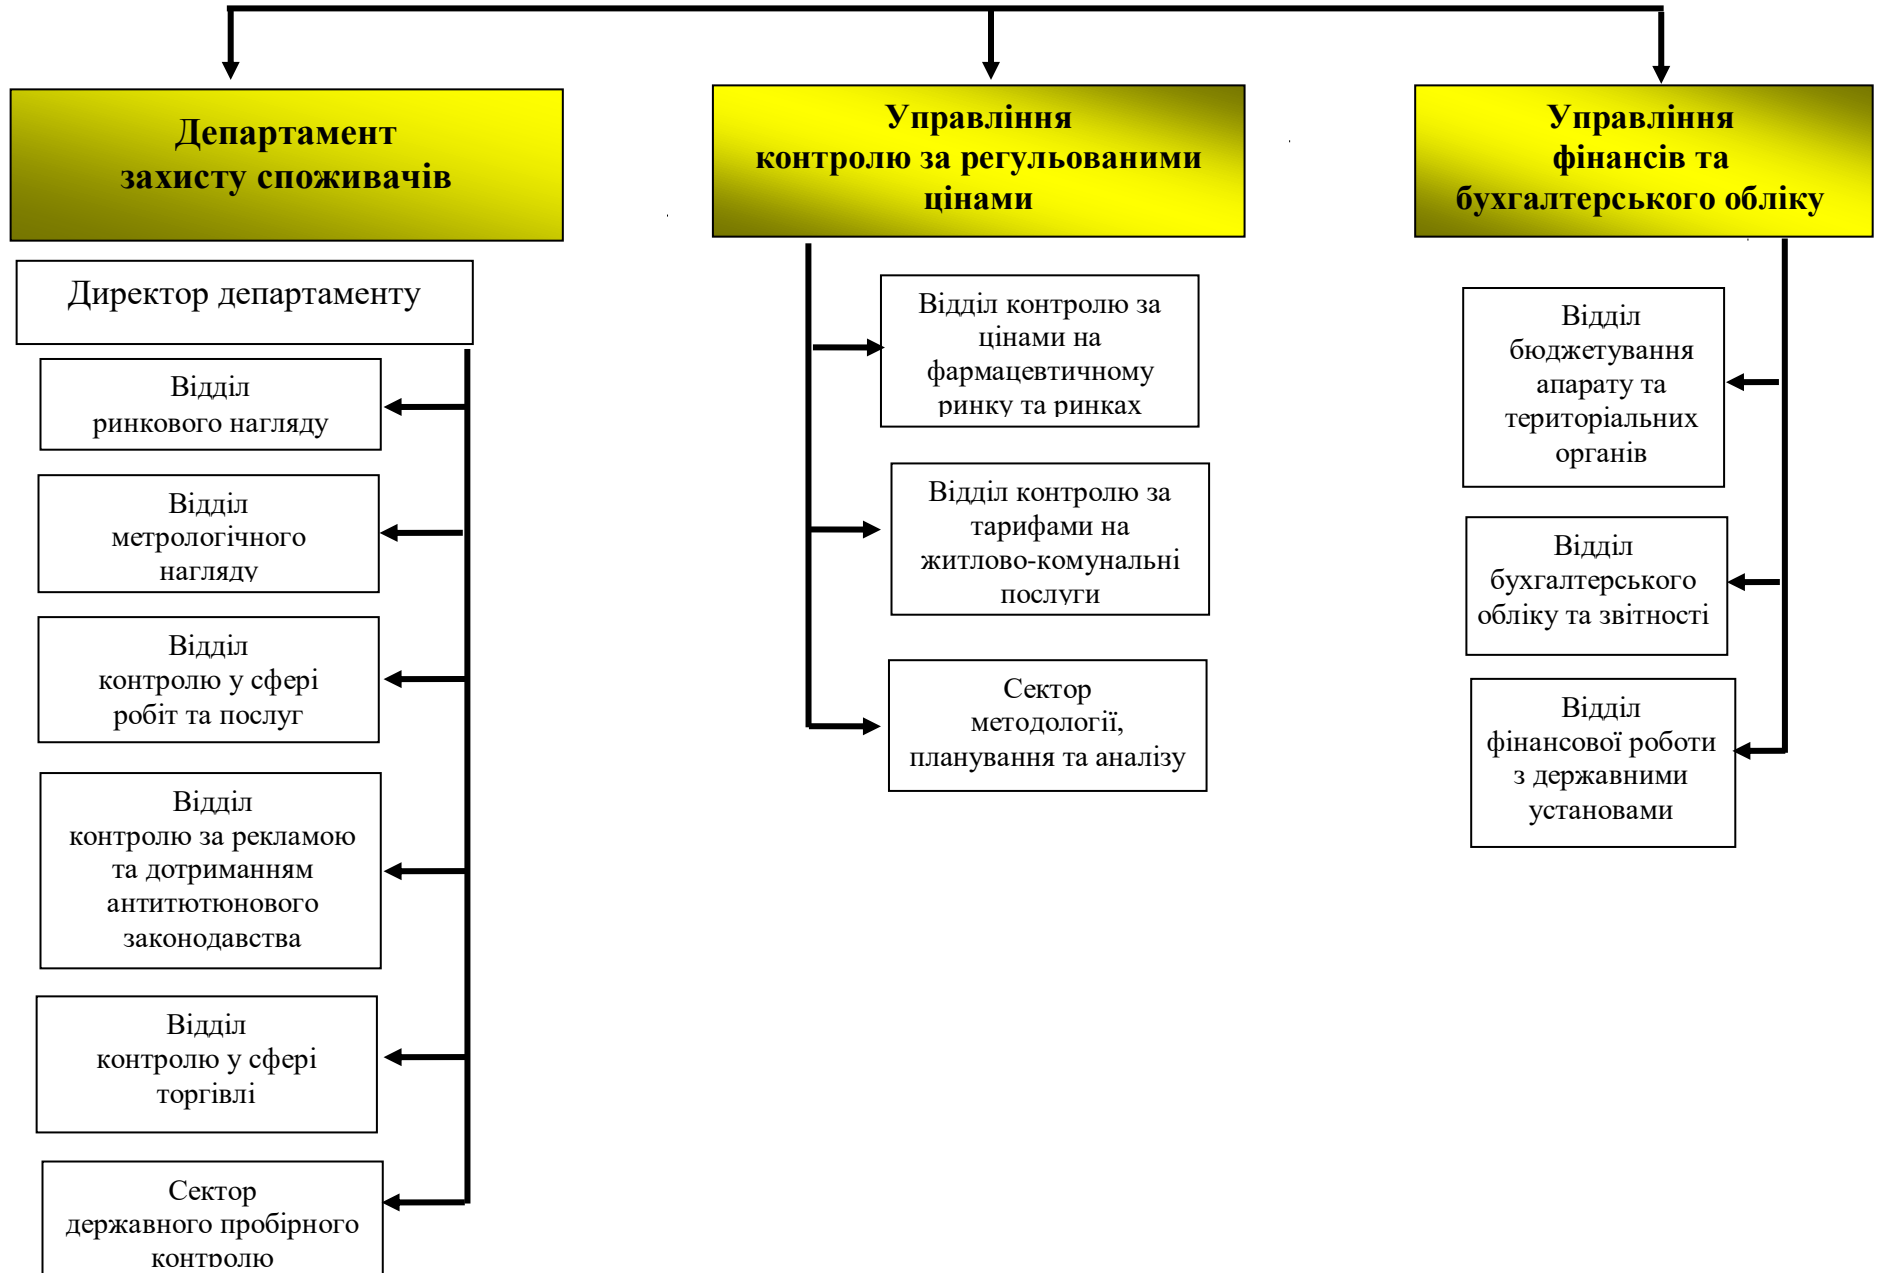 Департамент
захисту споживачів
Директор департаменту
Відділ
ринкового нагляду
Відділ
метрологічного
нагляду
Відділ
контролю у сфері
робіт та послуг
Відділ
контролю за рекламою
та дотриманням
антитютюнового
законодавства
Відділ
контролю у сфері
торгівлі
Сектор
державного пробірного
контролю
Управління
контролю за регульованими
цінами
Відділ контролю за
цінами на
фармацевтичному
ринку та ринках
Відділ контролю за
тарифами на
житлово-комунальні
послуги
Сектор
методології,
планування та аналізу
Управління
фінансів та
бухгалтерського обліку
Відділ
бюджетування
апарату та
територіальних
органів
Відділ
бухгалтерського
обліку та звітності
Відділ
фінансової роботи
з державними
установами